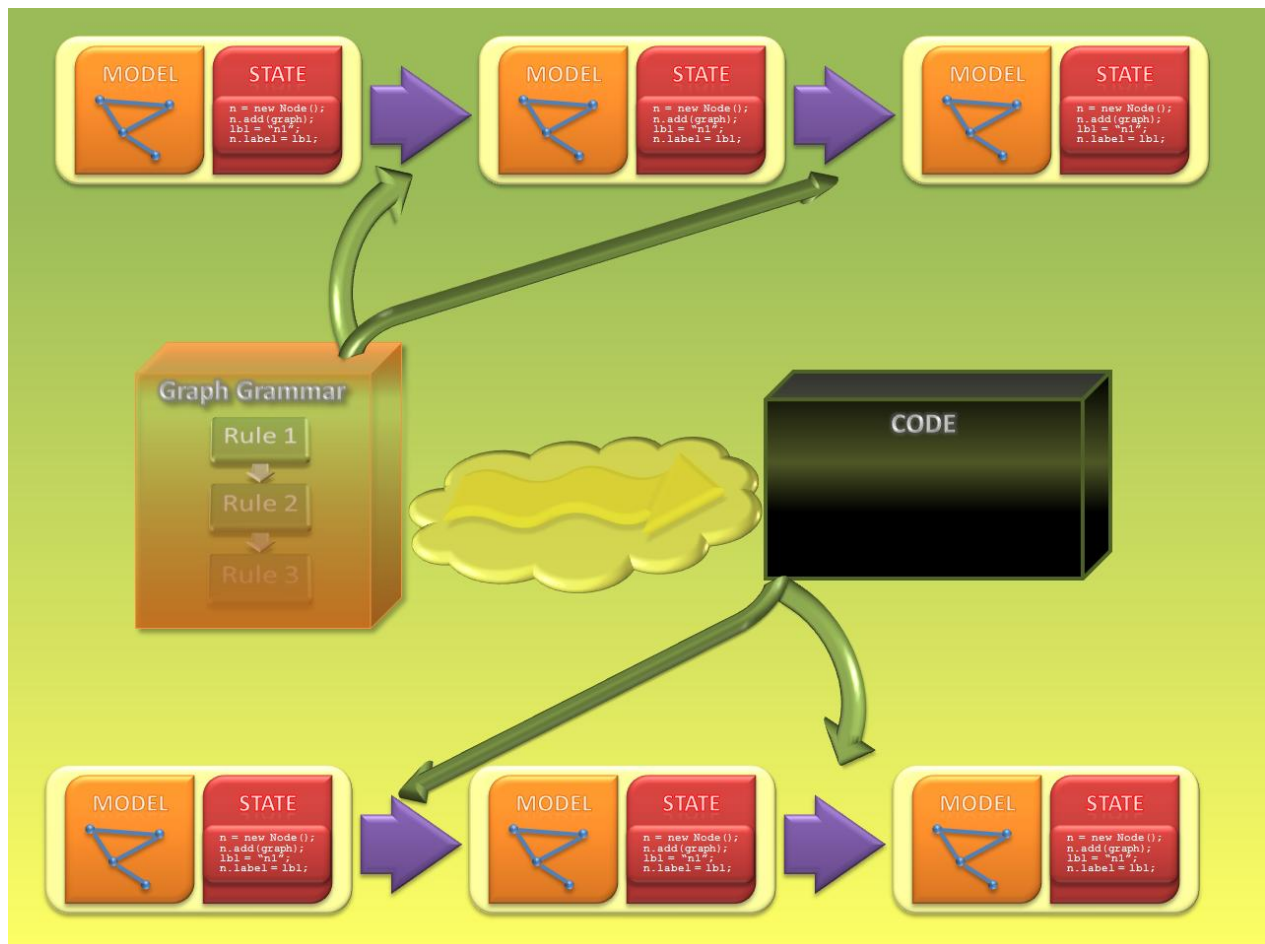 MODEL
STATE
n = new Node();
n.add(graph);
lbl = “n1”;
n.label = lbl;
MODEL
STATE
n = new Node();
n.add(graph);
lbl = “n1”;
n.label = lbl;
MODEL
STATE
n = new Node();
n.add(graph);
lbl = “n1”;
n.label = lbl;
Graph Grammar
Rule 1
Rule 2
Rule 3
CODE
MODEL
STATE
n = new Node();
n.add(graph);
lbl = “n1”;
n.label = lbl;
MODEL
STATE
n = new Node();
n.add(graph);
lbl = “n1”;
n.label = lbl;
MODEL
STATE
n = new Node();
n.add(graph);
lbl = “n1”;
n.label = lbl;